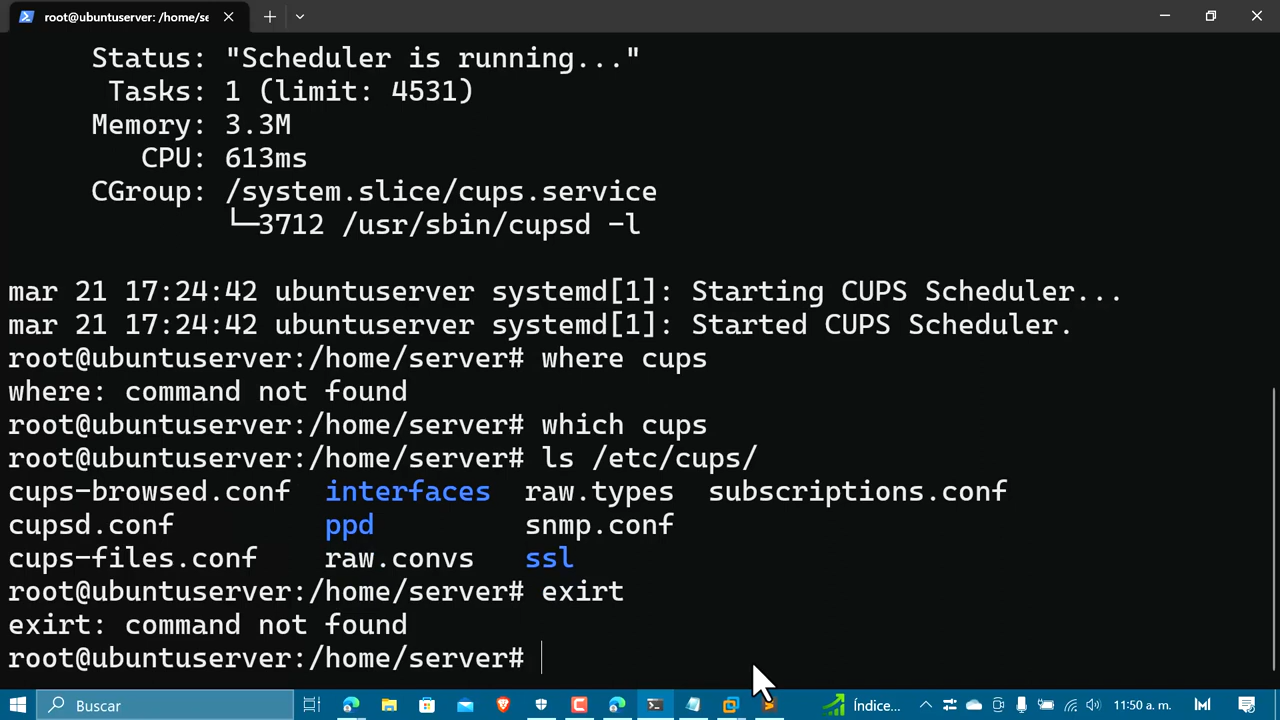 root@ubuntuserver: /home/se
Status: "Scheduler is running..."
Tasks: 1 (limit: 4531)
Memory: 3.3M
CPU: 613ms
CGroup: /system.slice/cups.service
└─3712 /usr/sbin/cupsd -l
mar 21 17:24:42 ubuntuserver systemd[1]: Starting CUPS Scheduler...
mar 21 17:24:42 ubuntuserver systemd[1]: Started CUPS Scheduler.
root@ubuntuserver:/home/server# where cups
where: command not found
root@ubuntuserver:/home/server# which cups
root@ubuntuserver:/home/server# ls /etc/cups/
cups-browsed.conf interfaces raw.types subscriptions.conf
cupsd.conf ppd snmp.conf
cups-files.conf raw.convs ssl
root@ubuntuserver:/home/server# exirt
exirt: command not found
root@ubuntuserver:/home/server#
Buscar Índice... 11:50 a. m.